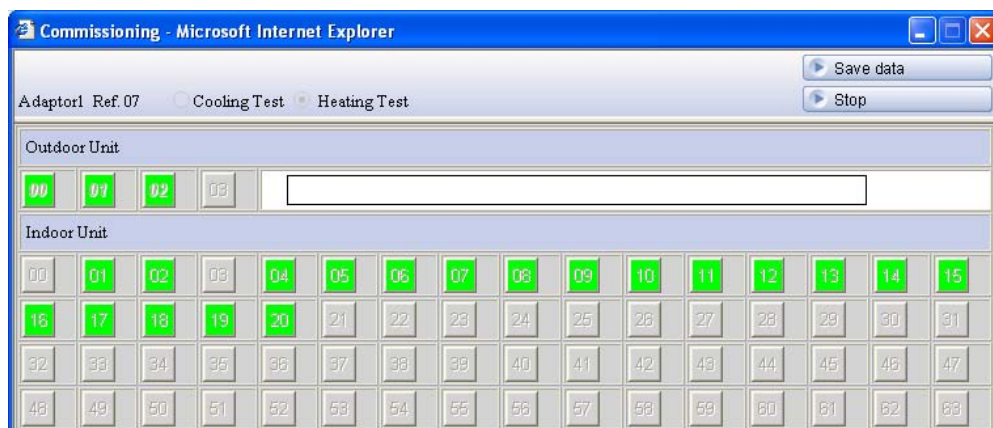 Commissioning - Microsoft Internet Explorer
Save data
Adaptor1 Ref. 07 Cooling Test Heating Test
Stop
Outdoor Unit
00 01 02 03
Indoor Unit
00 01 02 03 04 05 06 07 08 09 10 11 12 13 14 15
16 17 18 19 20 21 22 23 24 25 26 27 28 29 30 31
32 33 34 35 36 37 38 39 40 41 42 43 44 45 46 47
48 49 50 51 52 53 54 55 56 57 58 59 60 61 62 63